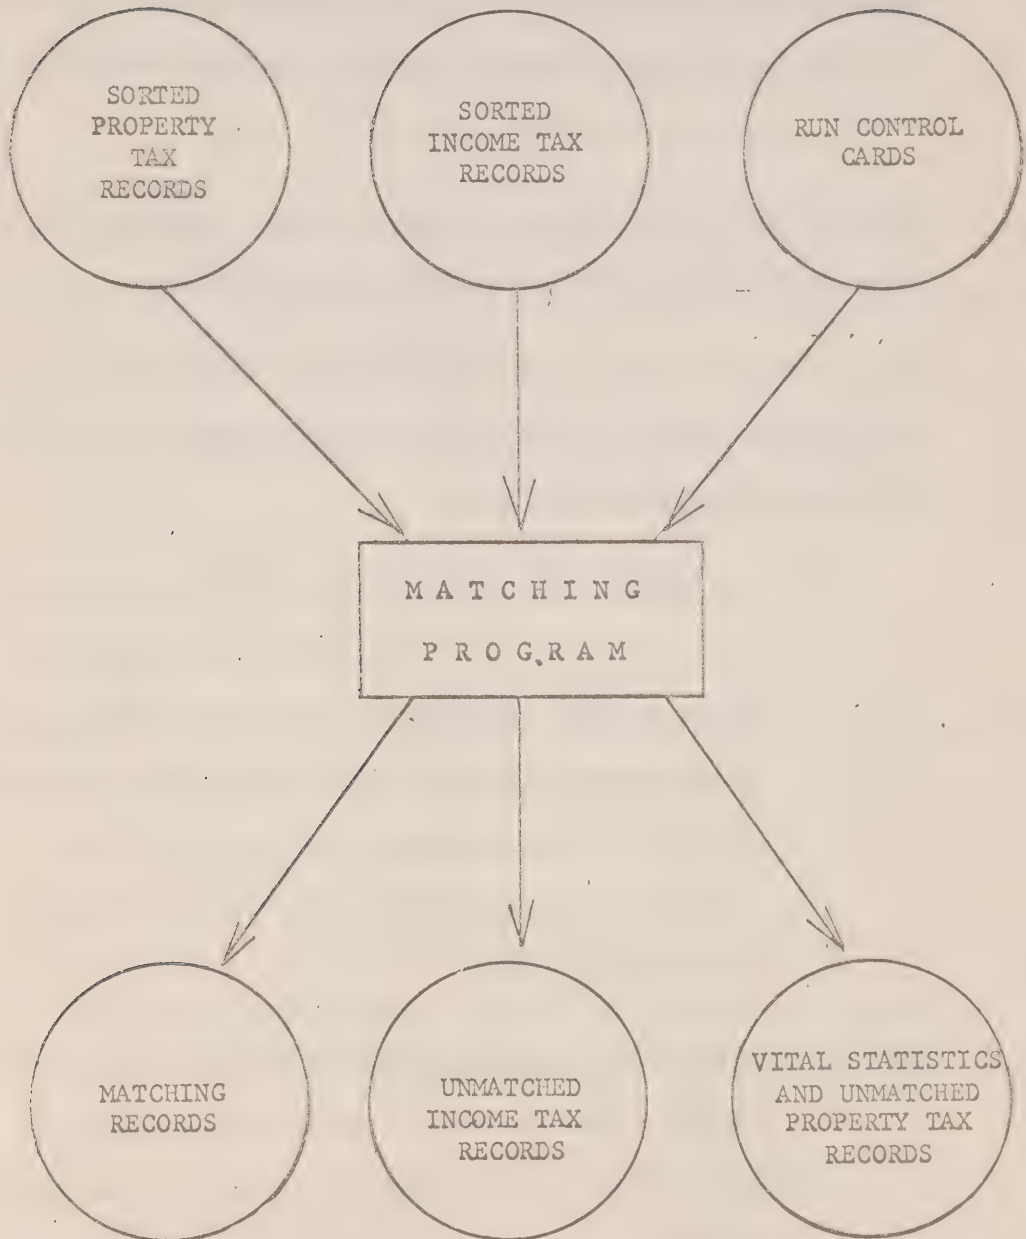 SORTED
PROPERTY
TAX
RECORDS
SORTED
INCOME TAX
RECORDS
RUN CONTROL
CARDS
M A T C H I N G
P R O G R A M
MATCHING
RECORDS
UNMATCHED
INCOME TAX
RECORDS
VITAL STATISTICS
AND UNMATCHED
PROPERTY TAX
RECORDS